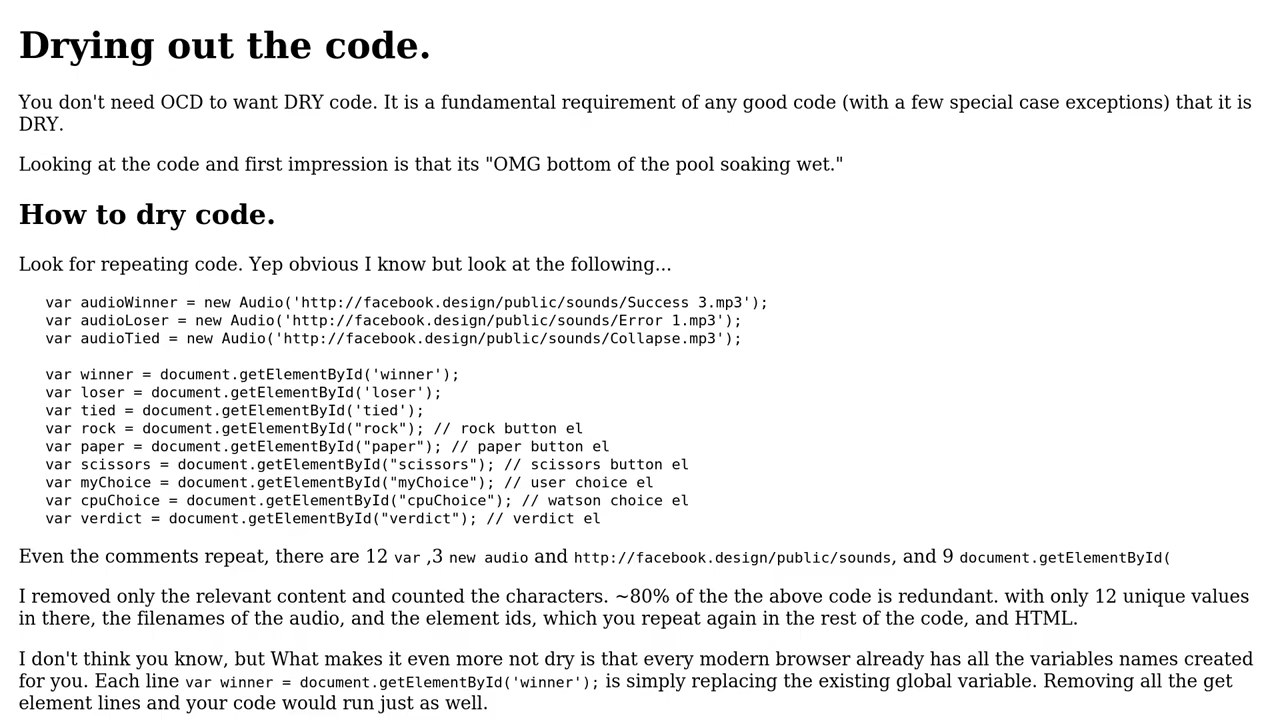 Drying out the code.
You don't need OCD to want DRY code. It is a fundamental requirement of any good code (with a few special case exceptions) that it is
DRY.
Looking at the code and first impression is that its "OMG bottom of the pool soaking wet."
How to dry code.
Look for repeating code. Yep obvious I know but look at the following...
var audioWinner = new Audio('http://facebook.design/public/sounds/Success 3.mp3');
var audioLoser = new Audio('http://facebook.design/public/sounds/Error 1.mp3');
var audioTied = new Audio('http://facebook.design/public/sounds/Collapse.mp3');
var winner = document.getElementById('winner');
var loser = document.getElementById('loser');
var tied = document.getElementById('tied');
var rock = document.getElementById("rock"); // rock button el
var paper = document.getElementById("paper"); // paper button el
var scissors = document.getElementById("scissors"); // scissors button el
var myChoice = document.getElementById("myChoice"); // user choice el
var cpuChoice = document.getElementById("cpuChoice"); // watson choice el
var verdict = document.getElementById("verdict"); // verdict el
Even the comments repeat, there are 12 var ,3 new audio and http://facebook.design/public/sounds, and 9 document.getElementById(
I removed only the relevant content and counted the characters. ~80% of the the above code is redundant. with only 12 unique values
in there, the filenames of the audio, and the element ids, which you repeat again in the rest of the code, and HTML.
I don't think you know, but What makes it even more not dry is that every modern browser already has all the variables names created
for you. Each line var winner = document.getElementById('winner'); is simply replacing the existing global variable. Removing all the get
element lines and your code would run just as well.